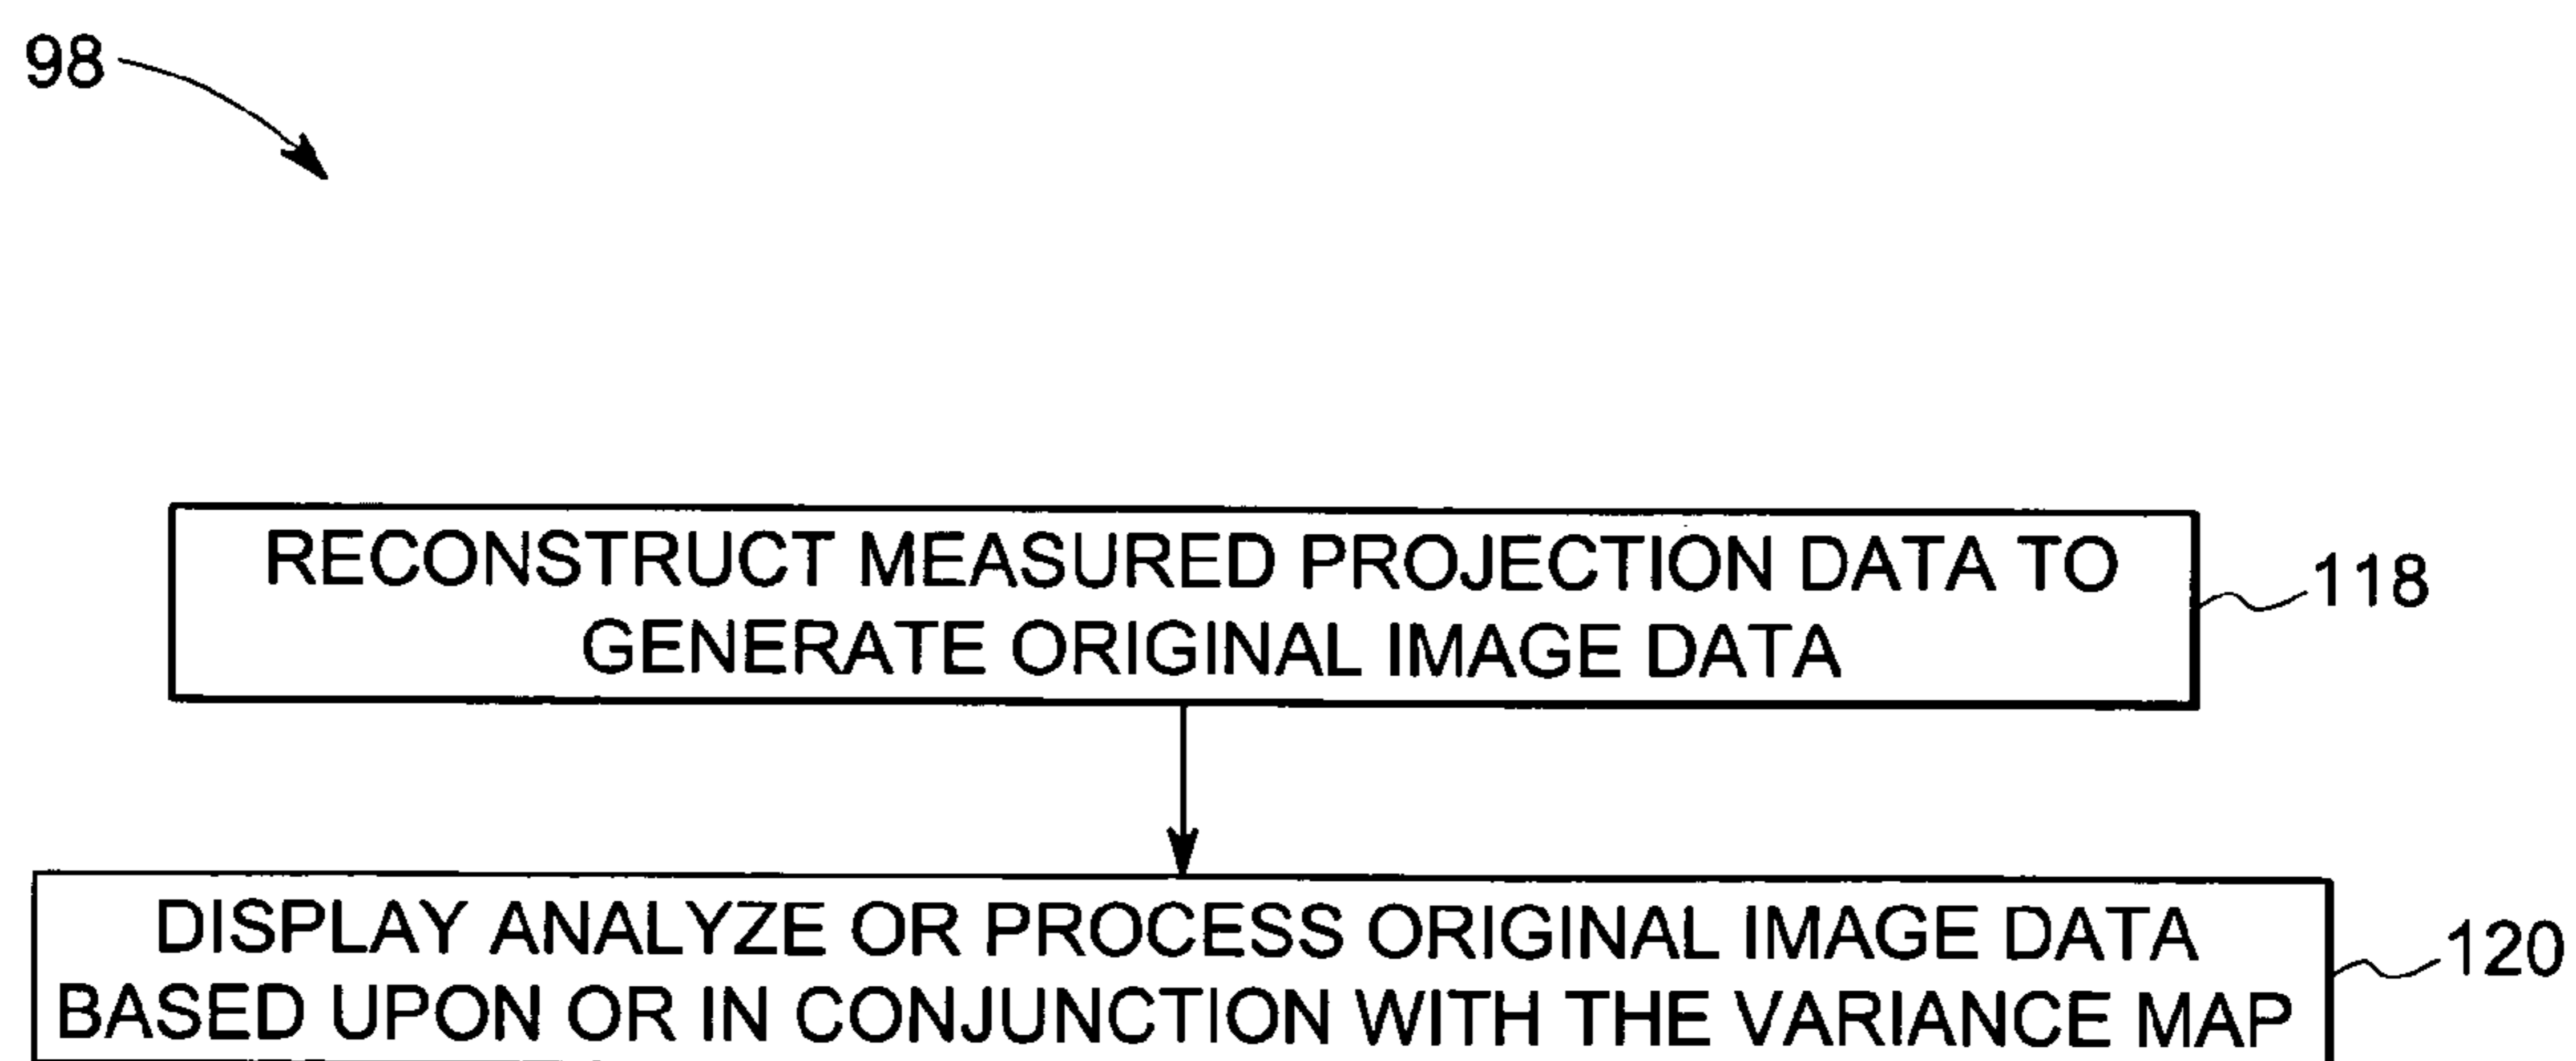 98
RECONSTRUCT MEASURED PROJECTION DATA TO
GENERATE ORIGINAL IMAGE DATA
118
DISPLAY ANALYZE OR PROCESS ORIGINAL IMAGE DATA
BASED UPON OR IN CONJUNCTION WITH THE VARIANCE MAP
120